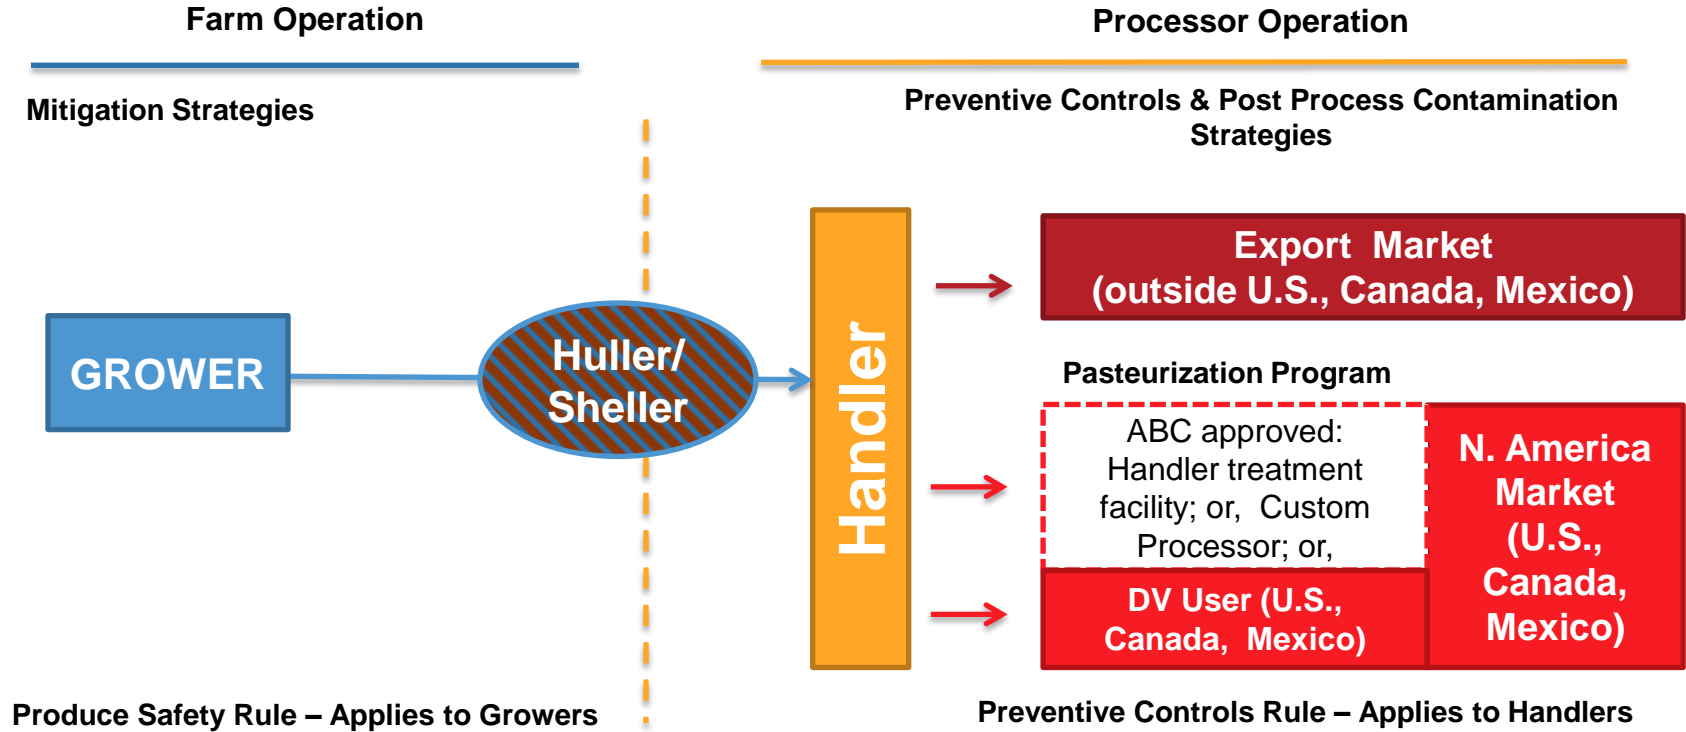 Farm Operation
Processor Operation
Mitigation Strategies
Preventive Controls & Post Process Contamination
Strategies
GROWER
Huller/
Sheller
Handler
Export Market
(outside U.S., Canada, Mexico)
Pasteurization Program
ABC approved:
Handler treatment
facility; or, Custom
Processor; or,
DV User (U.S.,
Canada, Mexico)
N. America
Market
(U.S.,
Canada,
Mexico)
Produce Safety Rule – Applies to Growers
Preventive Controls Rule – Applies to Handlers